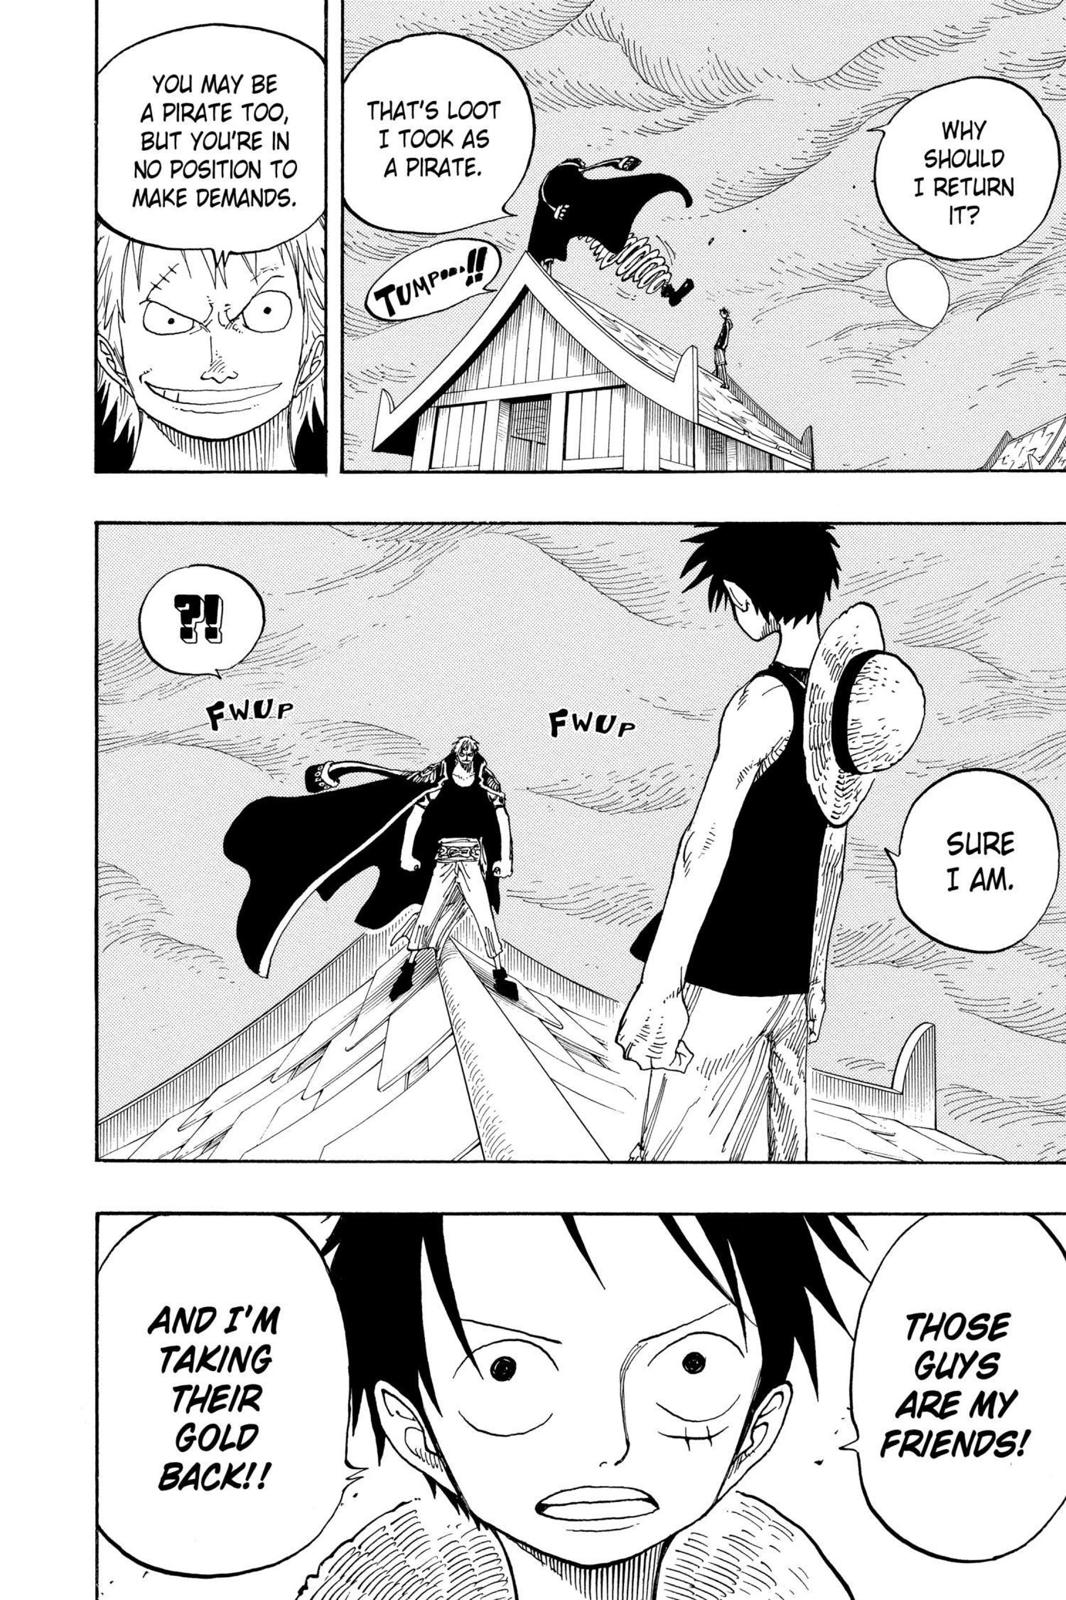 WHY
SHOULD
I RETURN
IT?
THAT'S LOOT
I TOOK AS
A PIRATE.
TUMP....!!
YOU MAY BE
A PIRATE TOO,
BUT YOU'RE IN
NO POSITION TO
MAKE DEMANDS.
SURE
I AM.
FWUP
FWUP
?!
THOSE
GUYS
ARE MY
FRIENDS!
AND I'M
TAKING
THEIR
GOLD
BACK!!